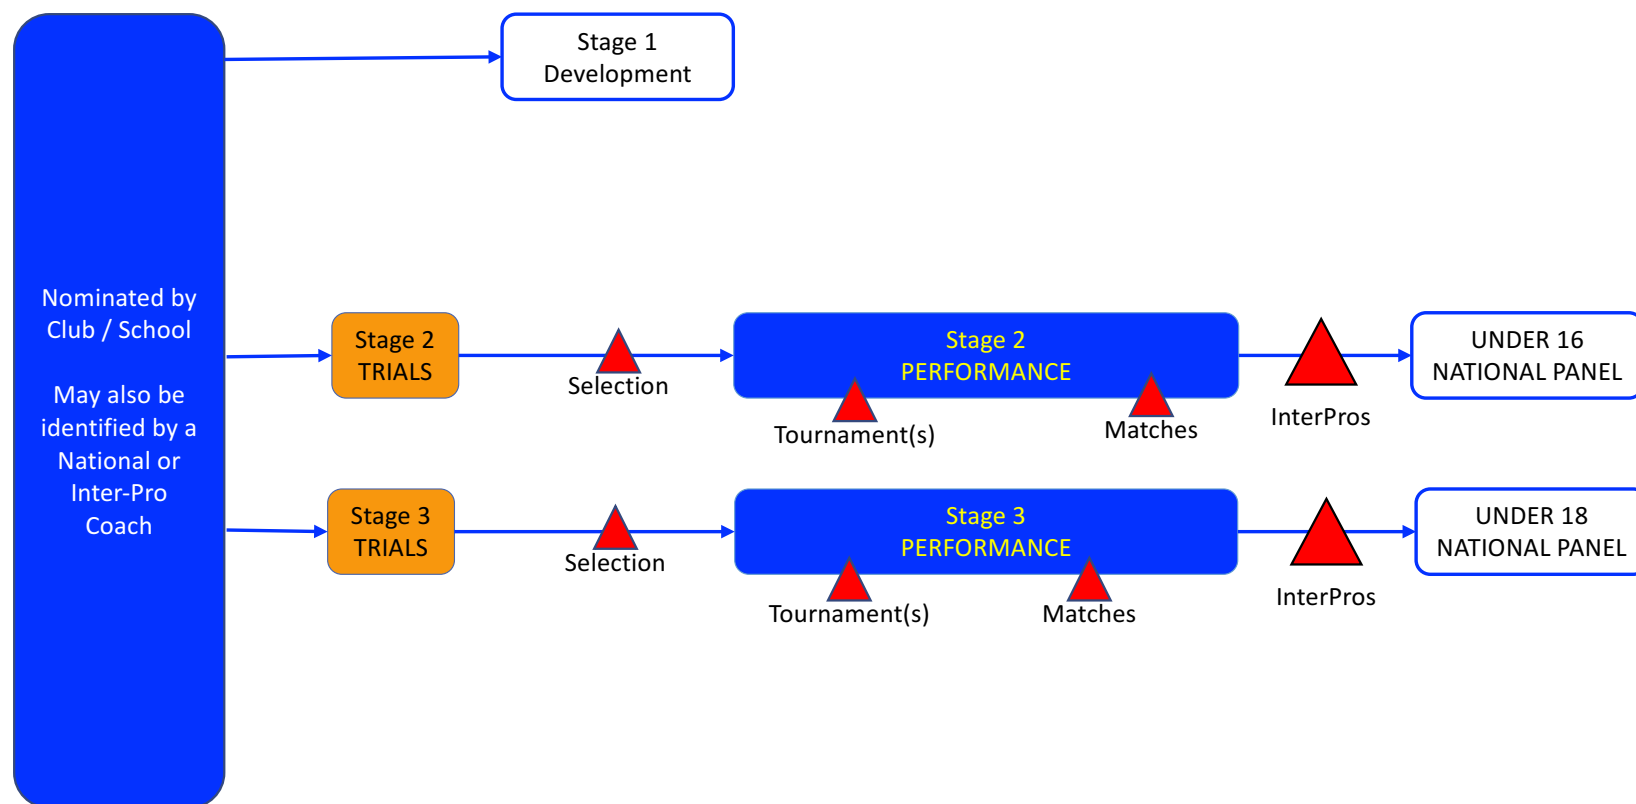 Stage 1
Development
Nominated by
Club / School
May also be
identified by a
National or
Inter-Pro
Coach
Stage 2
TRIALS
Selection
Stage 2
PERFORMANCE
Tournament(s)
Matches
InterPros
UNDER 16
NATIONAL PANEL
Stage 3
TRIALS
Selection
Stage 3
PERFORMANCE
Tournament(s)
Matches
InterPros
UNDER 18
NATIONAL PANEL